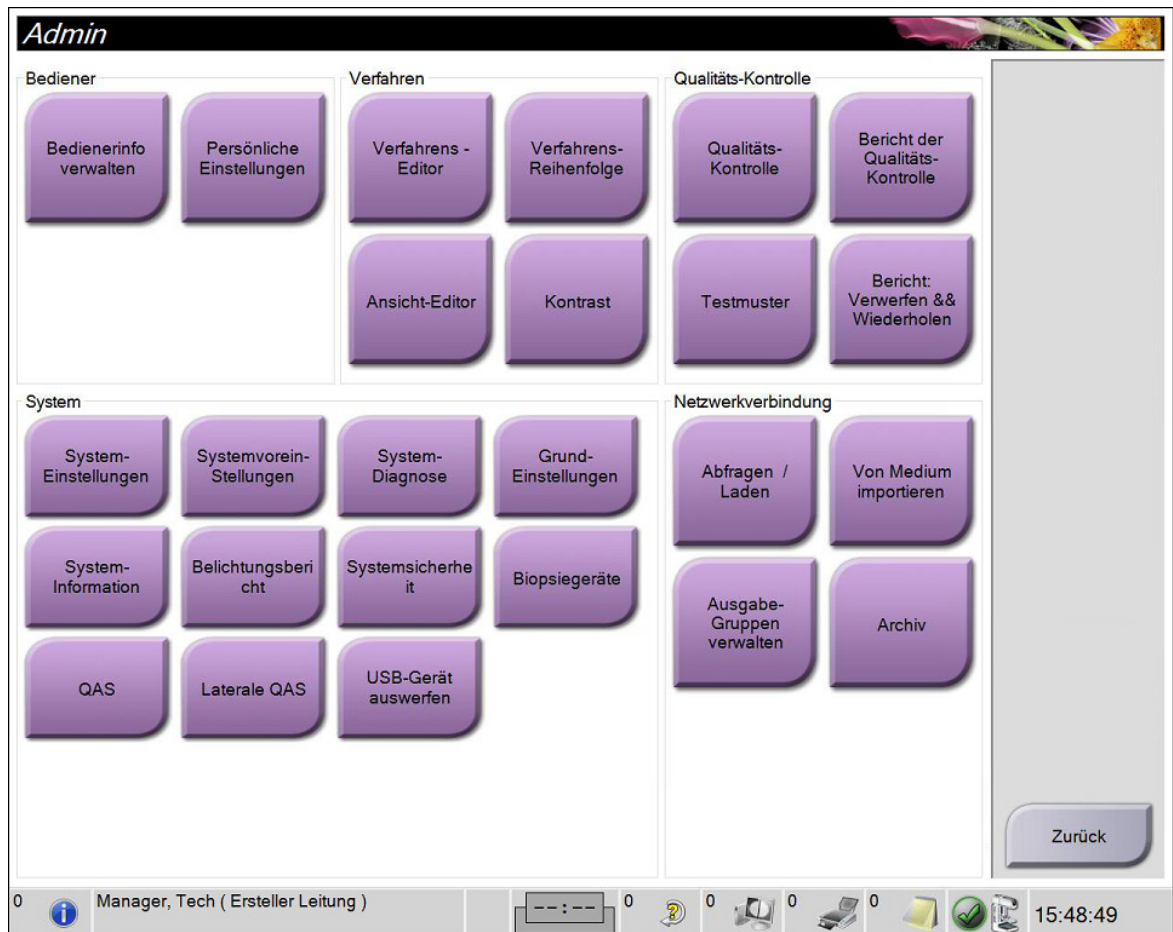 Admin
Bediener
Bedienerinfo
verwalten
Persönliche
Einstellungen
Verfahren
Verfahrens -
Editor
Verfahrens-
Reihenfolge
Ansicht-Editor
Kontrast
Qualitäts-Kontrolle
Qualitäts-
Kontrolle
Bericht der
Qualitäts-
Kontrolle
Testmuster
Bericht:
Verwerfen &&
Wiederholen
System
System-
Einstellungen
Systemvorein-
Stellungen
System-
Diagnose
Grund-
Einstellungen
System-
Information
Belichtungsberi
cht
Systemsicherhe
it
Biopsiegeräte
QAS
Laterale QAS
USB-Gerät
auswerfen
Netzwerkverbindung
Abfragen /
Laden
Von Medium
importieren
Ausgabe-
Gruppen
verwalten
Archiv
Zurück
0
Manager, Tech ( Ersteller Leitung )
--:--
0
0
0
0
15:48:49